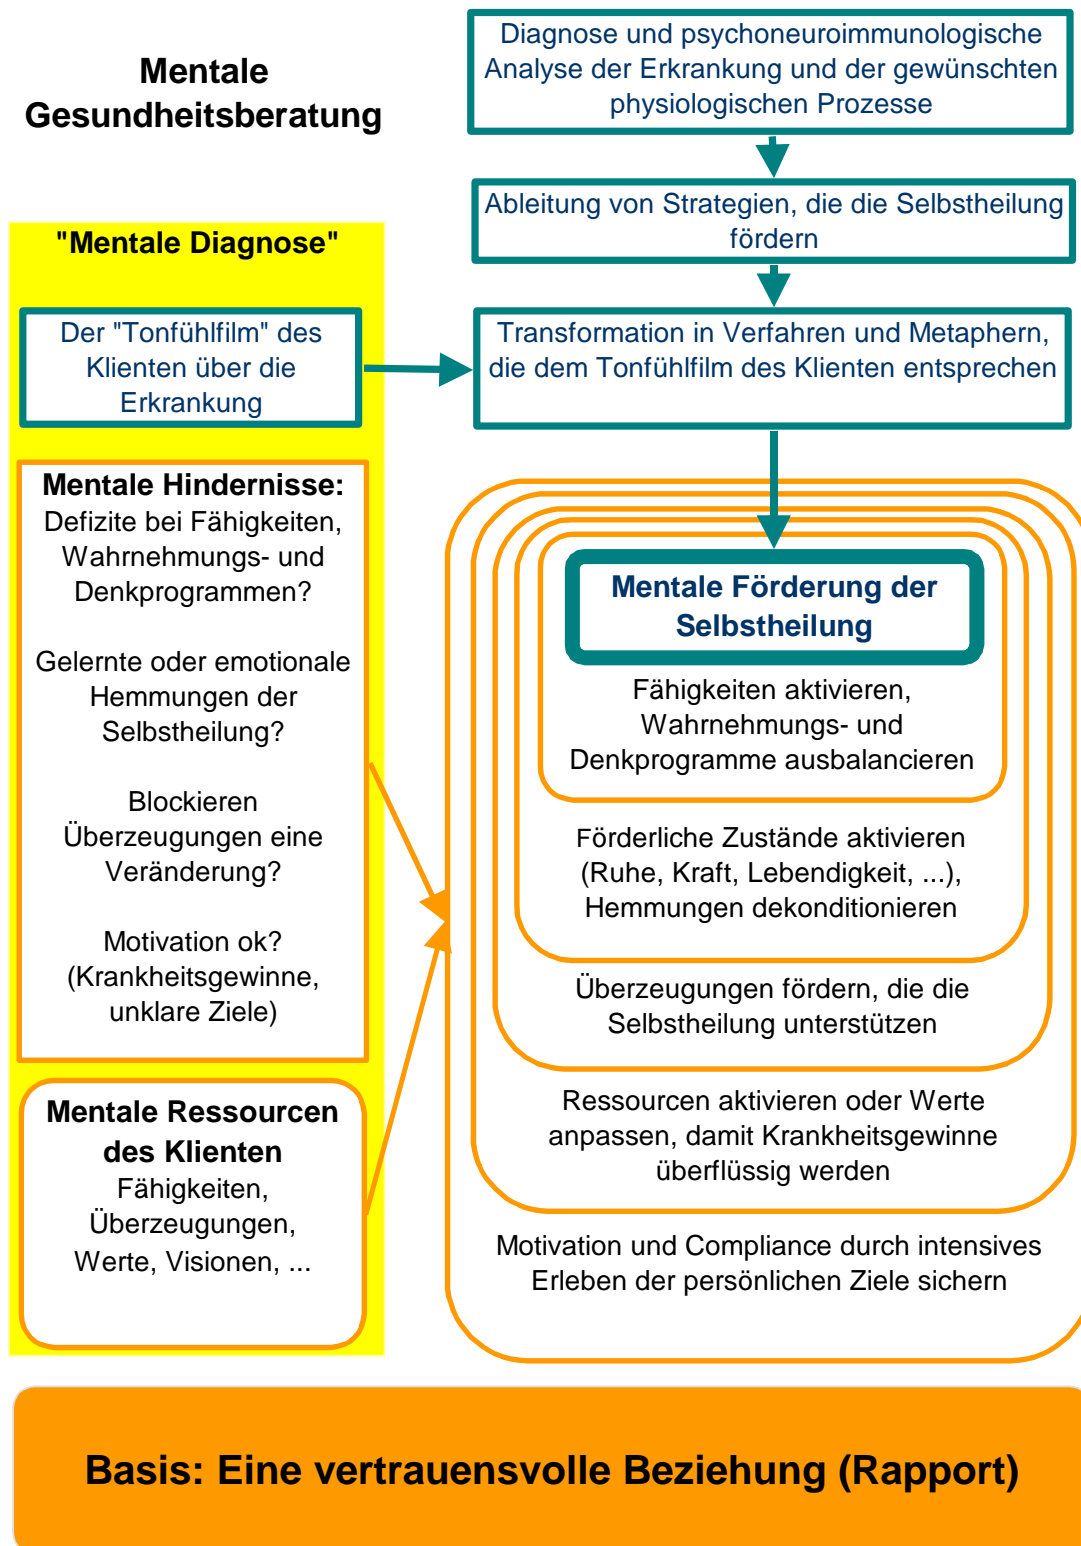 Mentale
Gesundheitsberatung
Diagnose und psychoneuroimmunologische
Analyse der Erkrankung und der gewünschten
physiologischen Prozesse
Ableitung von Strategien, die die Selbstheilung
fördern
"Mentale Diagnose"
Der "Tonfühlfilm" des
Klienten über die
Erkrankung
Transformation in Verfahren und Metaphern,
die dem Tonfühlfilm des Klienten entsprechen
Mentale Hindernisse:
Defizite bei Fähigkeiten,
Wahrnehmungs- und
Denkprogrammen?
Gelernte oder emotionale
Hemmungen der
Selbstheilung?
Blockieren
Überzeugungen eine
Veränderung?
Motivation ok?
(Krankheitsgewinne,
unklare Ziele)
Mentale Ressourcen
des Klienten
Fähigkeiten,
Überzeugungen,
Werte, Visionen, ...
Mentale Förderung der
Selbstheilung
Fähigkeiten aktivieren,
Wahrnehmungs- und
Denkprogramme ausbalancieren
Förderliche Zustände aktivieren
(Ruhe, Kraft, Lebendigkeit, ...),
Hemmungen dekonditionieren
Überzeugungen fördern, die die
Selbstheilung unterstützen
Ressourcen aktivieren oder Werte
anpassen, damit Krankheitsgewinne
überflüssig werden
Motivation und Compliance durch intensives
Erleben der persönlichen Ziele sichern
Basis: Eine vertrauensvolle Beziehung (Rapport)